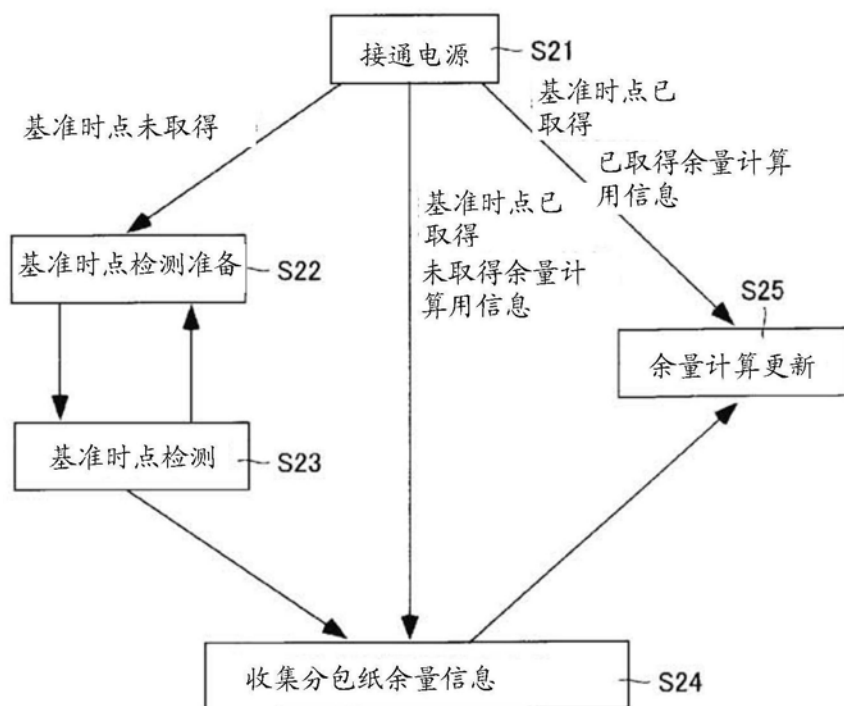 接通电源
S21
基准时点未取得
基准时点已
取得
已取得余量计算
用信息
基准时点已
取得
未取得余量计
算用信息
基准时点检测准备
S22
S25
余量计算更新
基准时点检测
S23
收集分包纸余量信息
S24